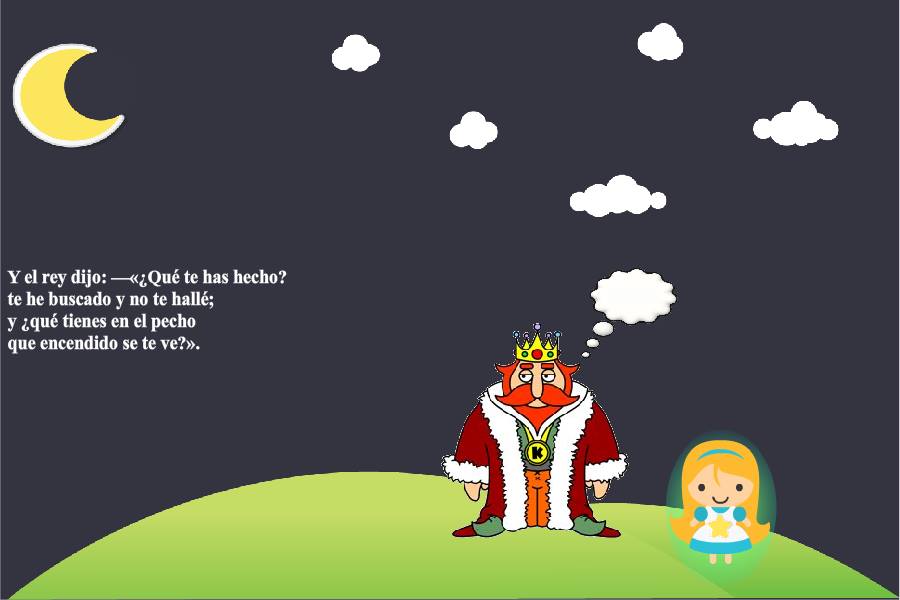 Y el rey dijo: —«¿Qué te has hecho?
te he buscado y no te hallé;
y ¿qué tienes en el pecho
que encendido se te ve?».
K